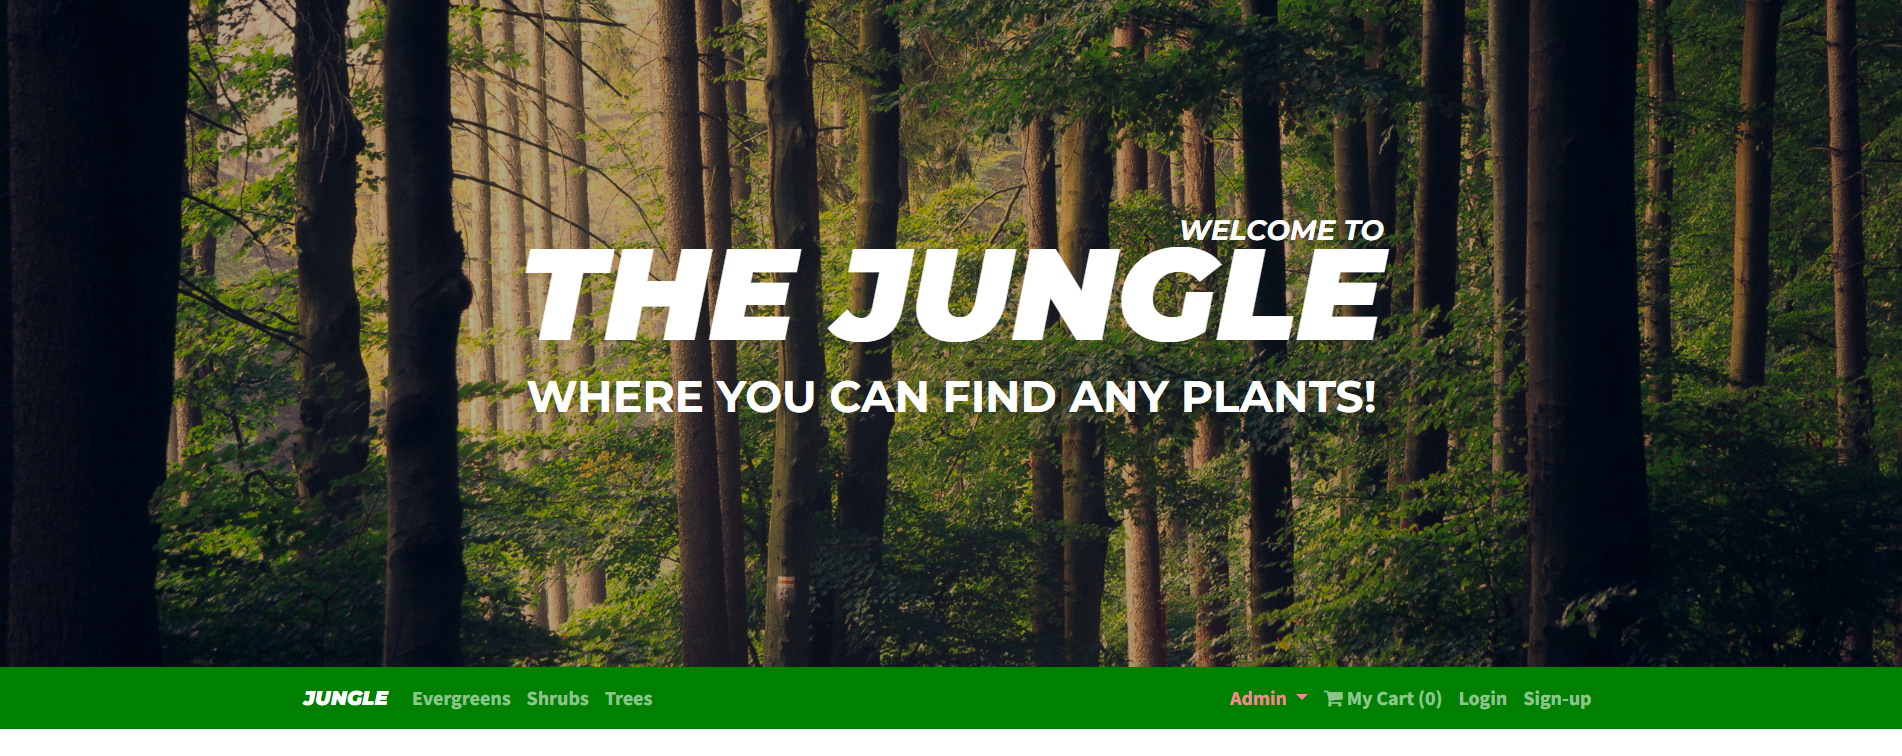 WELCOME TO
THE JUNGLE
WHERE YOU CAN FIND ANY PLANTS!
JUNGLE Evergreens Shrubs Trees Admin My Cart (0) Login Sign-up